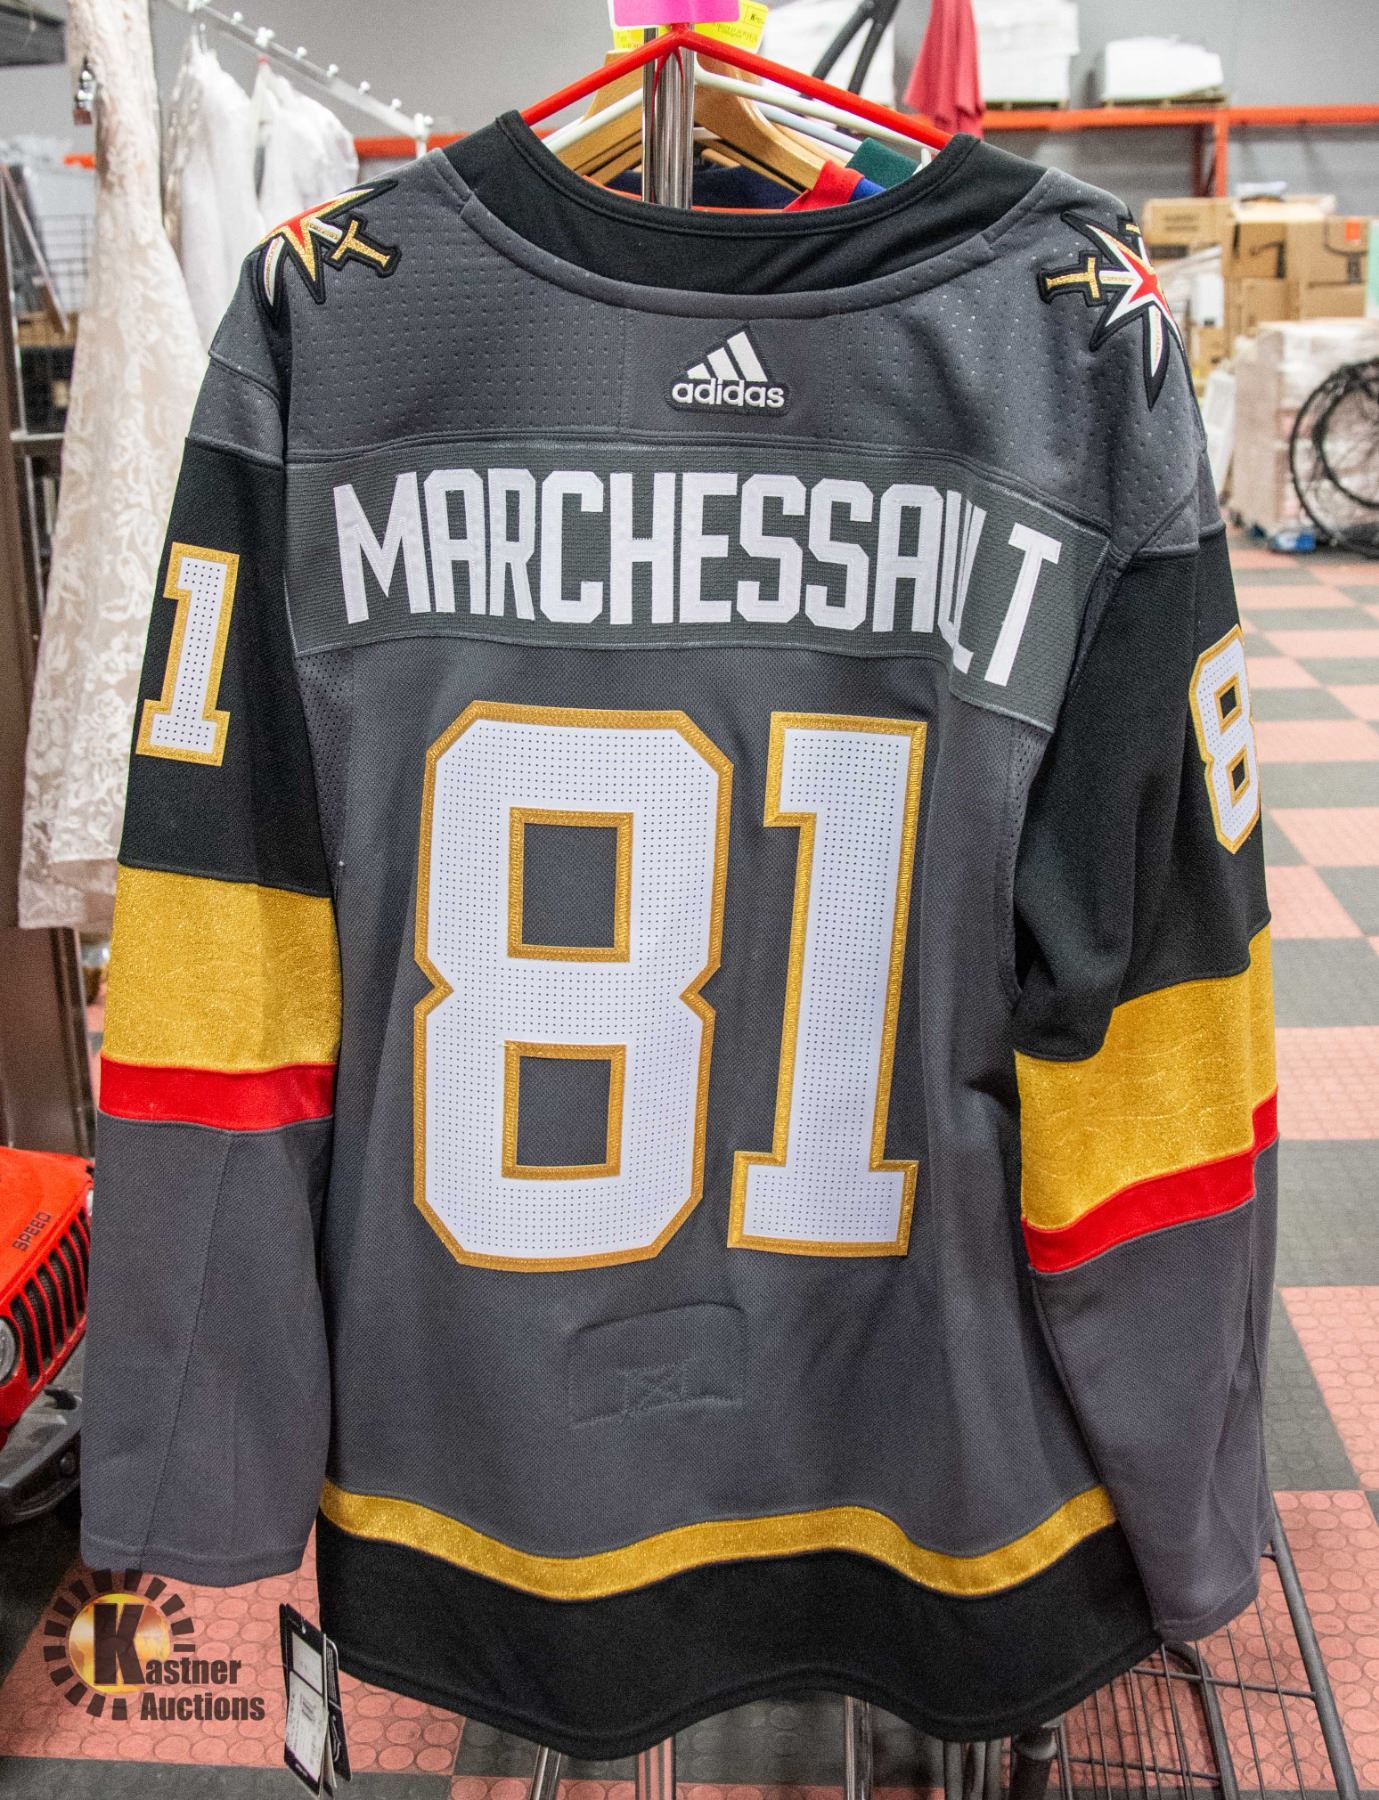 adidas
MARCHESSAULT
1
8
81
SPEED
Kastner
Auctions